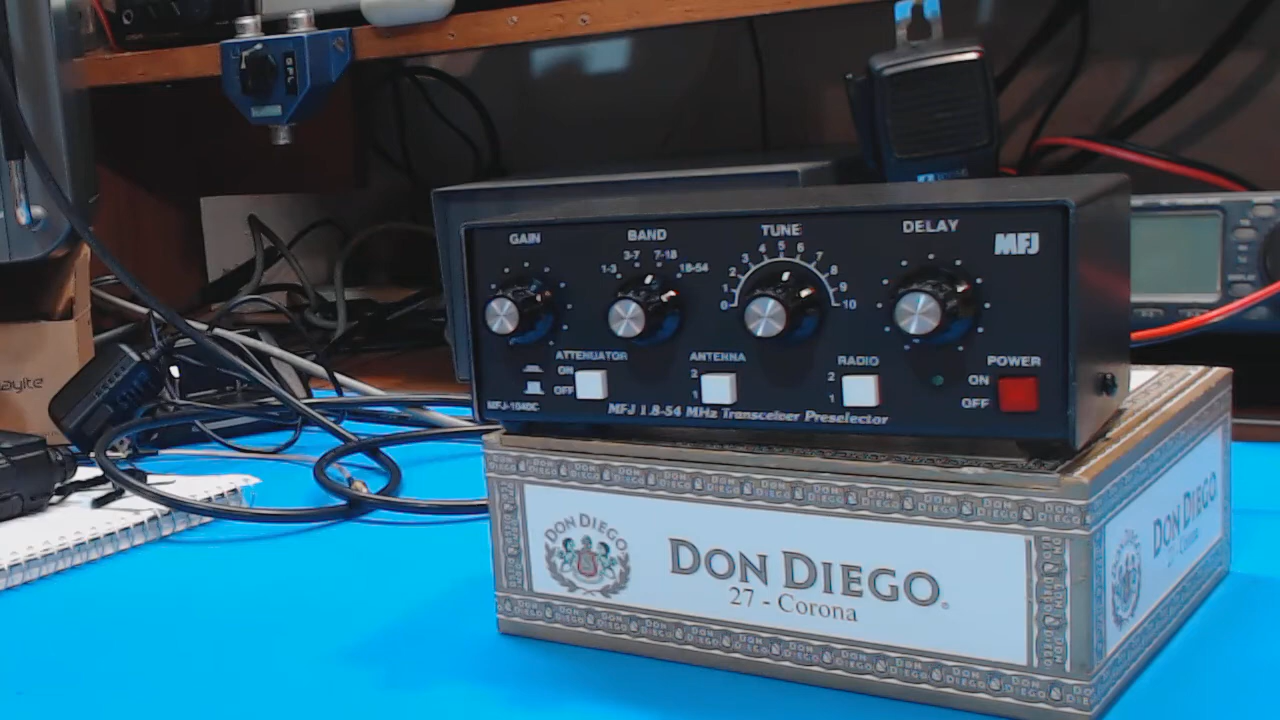 GAIN
BAND
TUNE
DELAY
MFJ
1-3 3-7 7-18 18-54
0 1 2 3 4 5 6 7 8 9 10
ATTENUATOR
ON
OFF
ANTENNA
2
1
RADIO
2
1
POWER
ON
OFF
MFJ-1040C
MFJ 1.8-54 MHz Transceiver Preselector
DON DIEGO
DON DIEGO®
27 - Corona
DON DIEGO
Corona
ayite